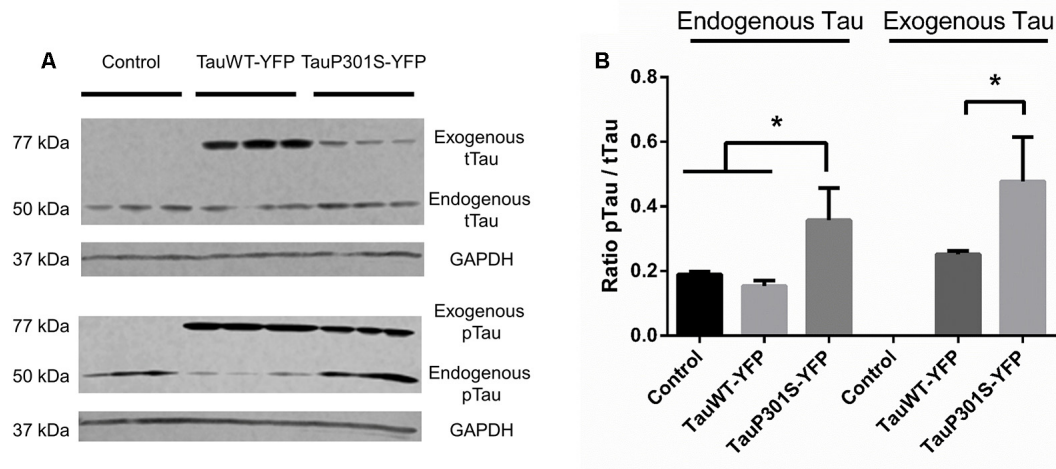 A
Control
TauWT-YFP
TauP301S-YFP
77 kDa
Exogenous
tTau
50 kDa
Endogenous
tTau
37 kDa
GAPDH
77 kDa
Exogenous
pTau
50 kDa
Endogenous
pTau
37 kDa
GAPDH
B
Endogenous Tau
Exogenous Tau
Ratio pTau / tTau
0.8
0.6
0.4
0.2
0.0
*
*
Control
TauWT-YFP
TauP301S-YFP
Control
TauWT-YFP
TauP301S-YFP